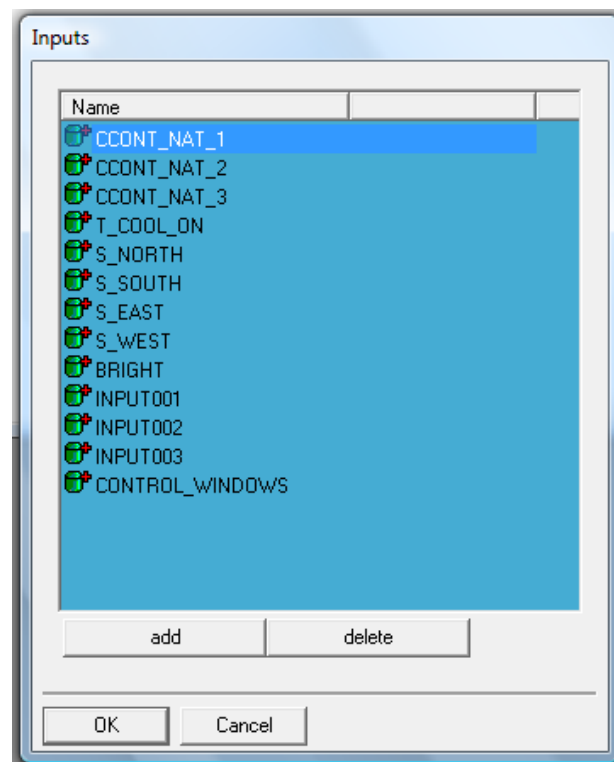 Inputs
Name
CCONT_NAT_1
CCONT_NAT_2
CCONT_NAT_3
T_COOL_ON
S_NORTH
S_SOUTH
S_EAST
S_WEST
BRIGHT
INPUT001
INPUT002
INPUT003
CONTROL_WINDOWS
add delete
OK Cancel